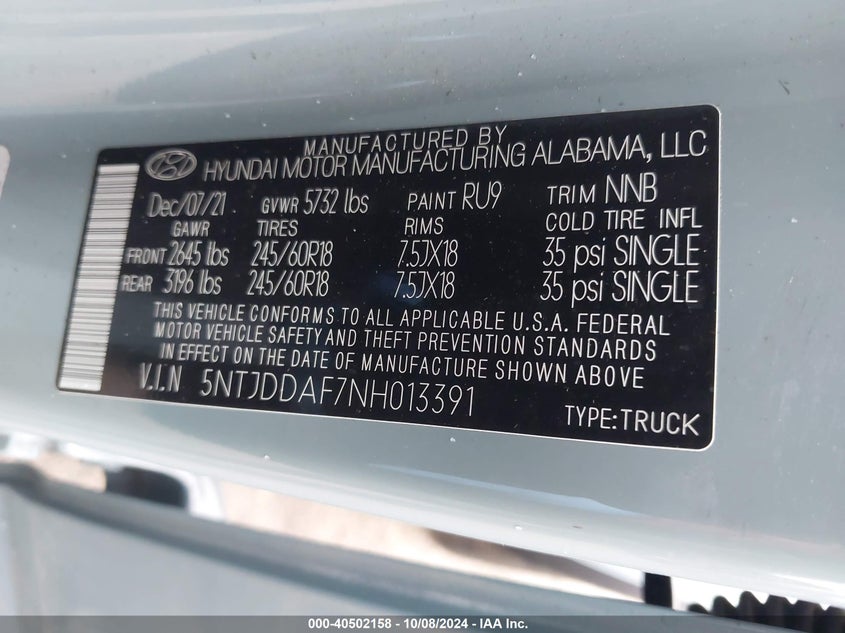 MANUFACTURED BY
HYUNDAI MOTOR MANUFACTURING ALABAMA, LLC
Dec/07/21 GVWR 5732 lbs PAINT RU9 TRIM NNB
GAWR TIRES RIMS COLD TIRE INFL
FRONT 2645 lbs 245/60R18 7.5JX18 35 psi SINGLE
REAR 3196 lbs 245/60R18 7.5JX18 35 psi SINGLE
THIS VEHICLE CONFORMS TO ALL APPLICABLE U.S.A. FEDERAL
MOTOR VEHICLE SAFETY AND THEFT PREVENTION STANDARDS
IN EFFECT ON THE DATE OF MANUFACTURE SHOWN ABOVE
V.I.N 5NTJDDAF7NH013391
TYPE:TRUCK
000-40502158 - 10/08/2024 - IAA Inc.